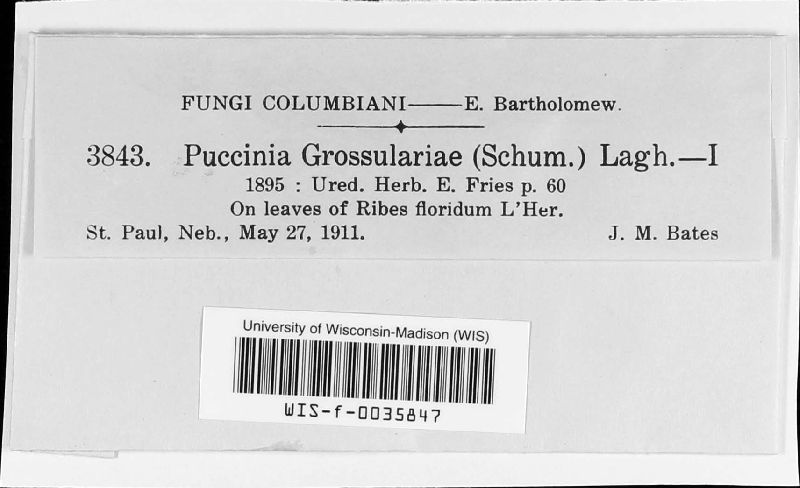 FUNGI COLUMBIANI—E. Bartholomew.
3843. Puccinia Grossulariae (Schum.) Lagh.—I
1895 : Ured. Herb. E. Fries p. 60
On leaves of Ribes floridum L'Her.
St. Paul, Neb., May 27, 1911. J. M. Bates
University of Wisconsin-Madison (WIS)
WIS-f-0035847